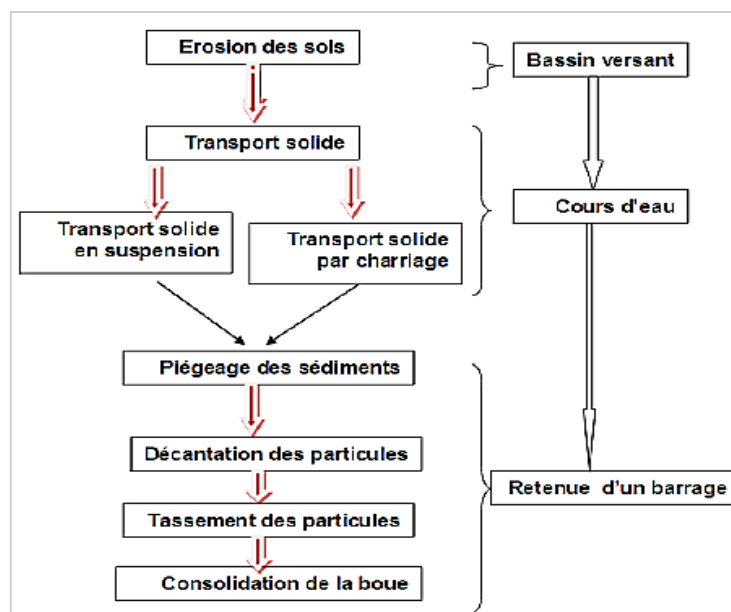 Erosion des sols
Bassin versant
Transport solide
Cours d'eau
Transport solide
en suspension
Transport solide
par charriage
Piégeage des sédiments
Décantation des particules
Retenue d'un barrage
Tassement des particules
Consolidation de la boue